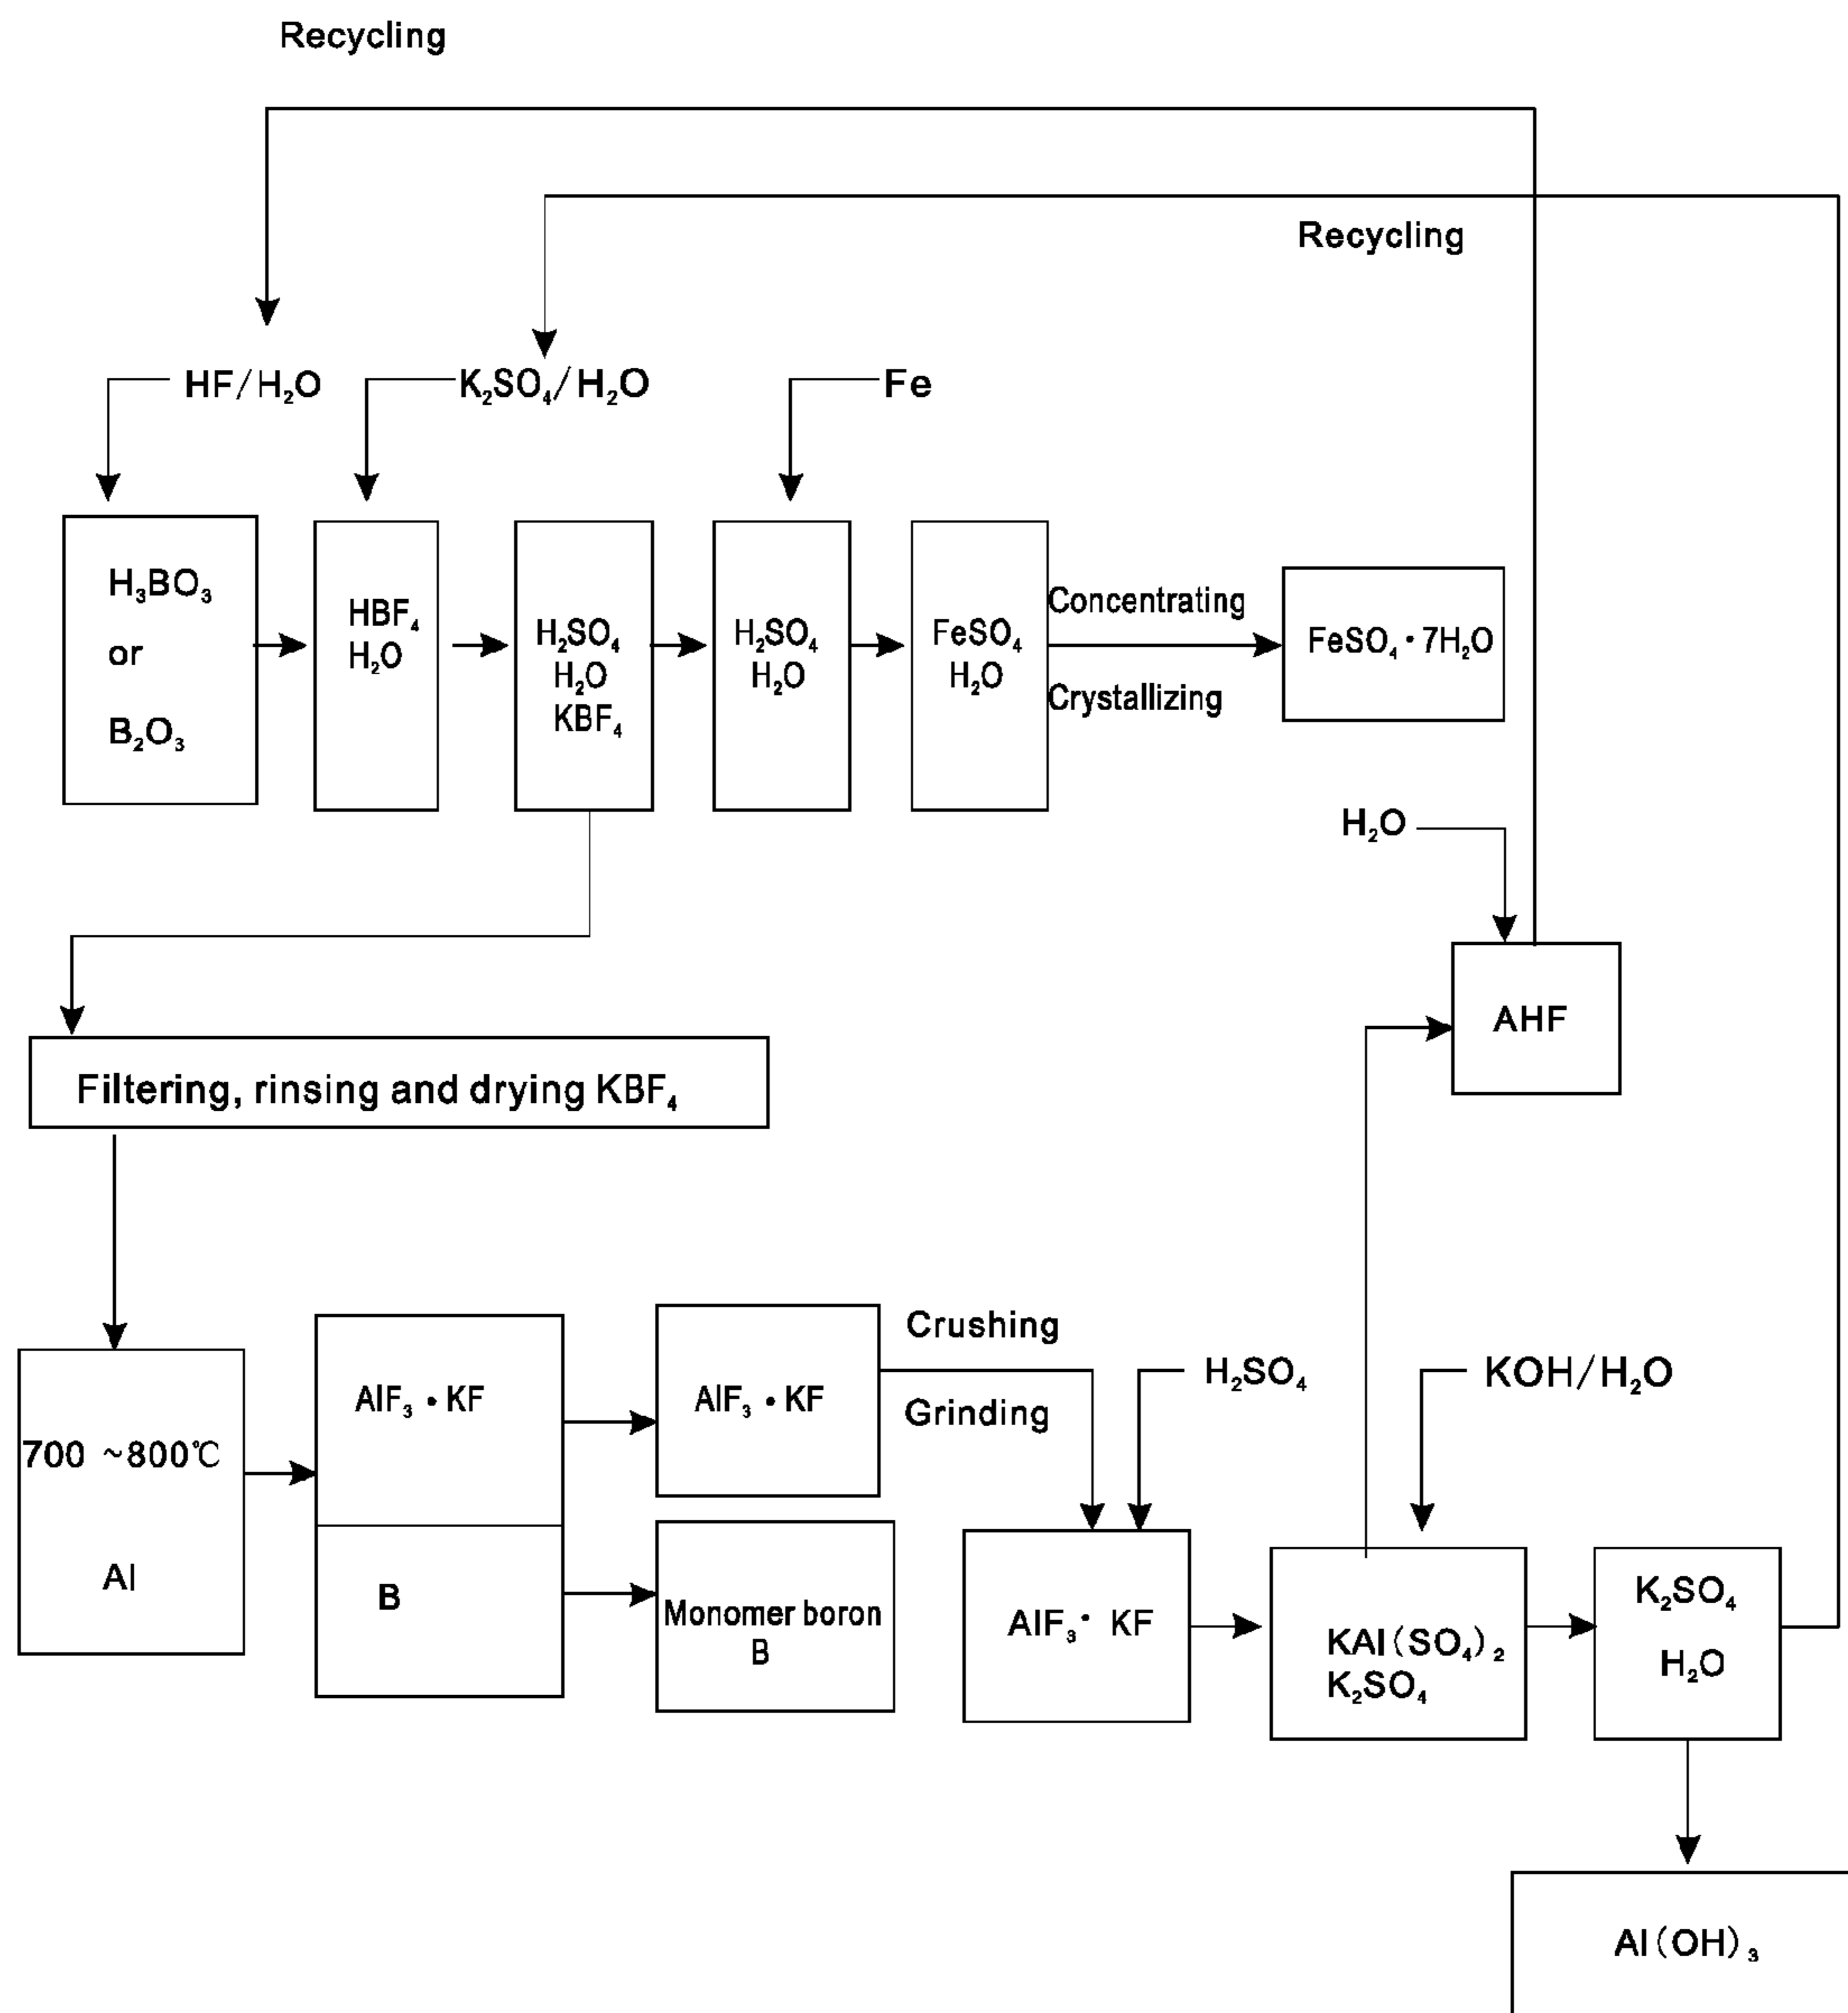 Recycling
Recycling
HF/H₂O
K₂SO₄/H₂O
Fe
H₃BO₃
or
B₂O₃
HBF₄
H₂O
H₂SO₄
H₂O
KBF₄
H₂SO₄
H₂O
FeSO₄
H₂O
Concentrating
Crystallizing
FeSO₄·7H₂O
H₂O
AHF
Filtering, rinsing and drying KBF₄
700 ~800℃
Al
AlF₃·KF
B
AlF₃·KF
Monomer boron
B
Crushing
Grinding
H₂SO₄
AlF₃· KF
KOH/H₂O
KAl(SO₄)₂
K₂SO₄
K₂SO₄
H₂O
Al(OH)₃